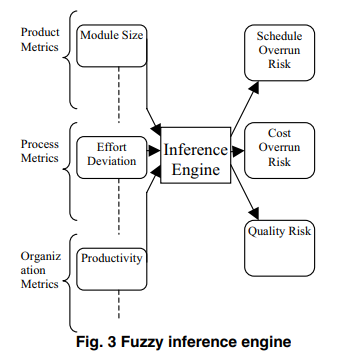 Product
Metrics
Module Size
Schedule
Overrun
Risk
Process
Metrics
Effort
Deviation
Inference
Engine
Cost
Overrun
Risk
Organiz
ation
Metrics
Productivity
Quality Risk
Fig. 3 Fuzzy inference engine